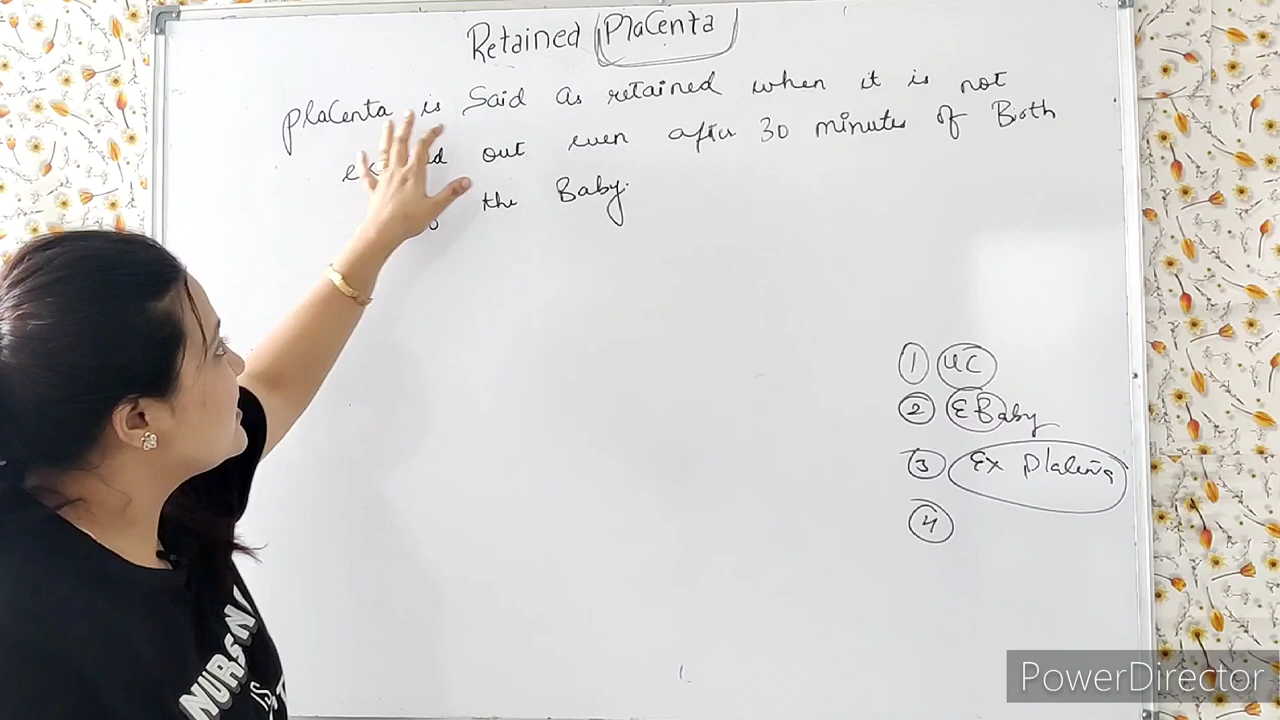 Retained Placenta
Placenta is Said as retained when it is not
out even after 30 minutes of Birth
the Baby.
① UC
② E Baby
③ Ex Placenta
④
NURSIN
PowerDirector